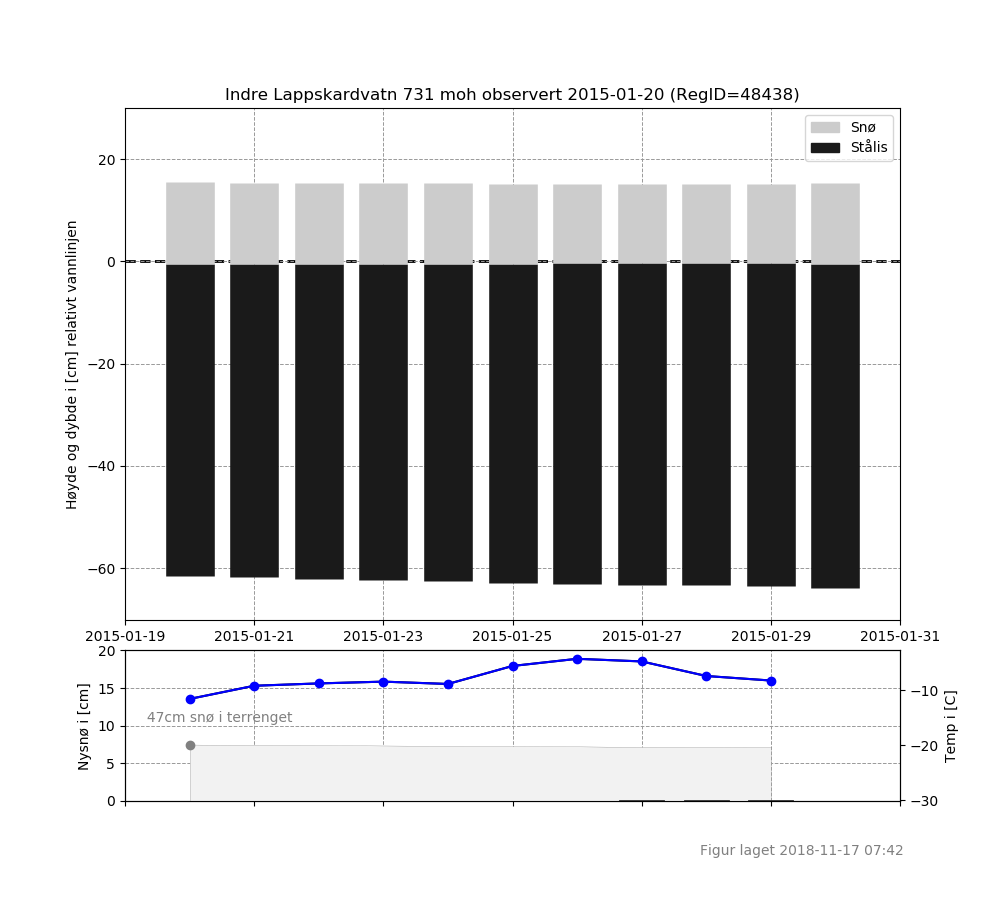 Indre Lappskardvatn 731 moh observert 2015-01-20 (RegID=48438)
Snø
Stålis
20
0
−20
−40
−60
Høyde og dybde i [cm] relativt vannlinjen
2015-01-19
2015-01-21
2015-01-23
2015-01-25
2015-01-27
2015-01-29
2015-01-31
20
15
10
5
0
Nysnø i [cm]
47cm snø i terrenget
−10
−20
−30
Temp i [C]
Figur laget 2018-11-17 07:42